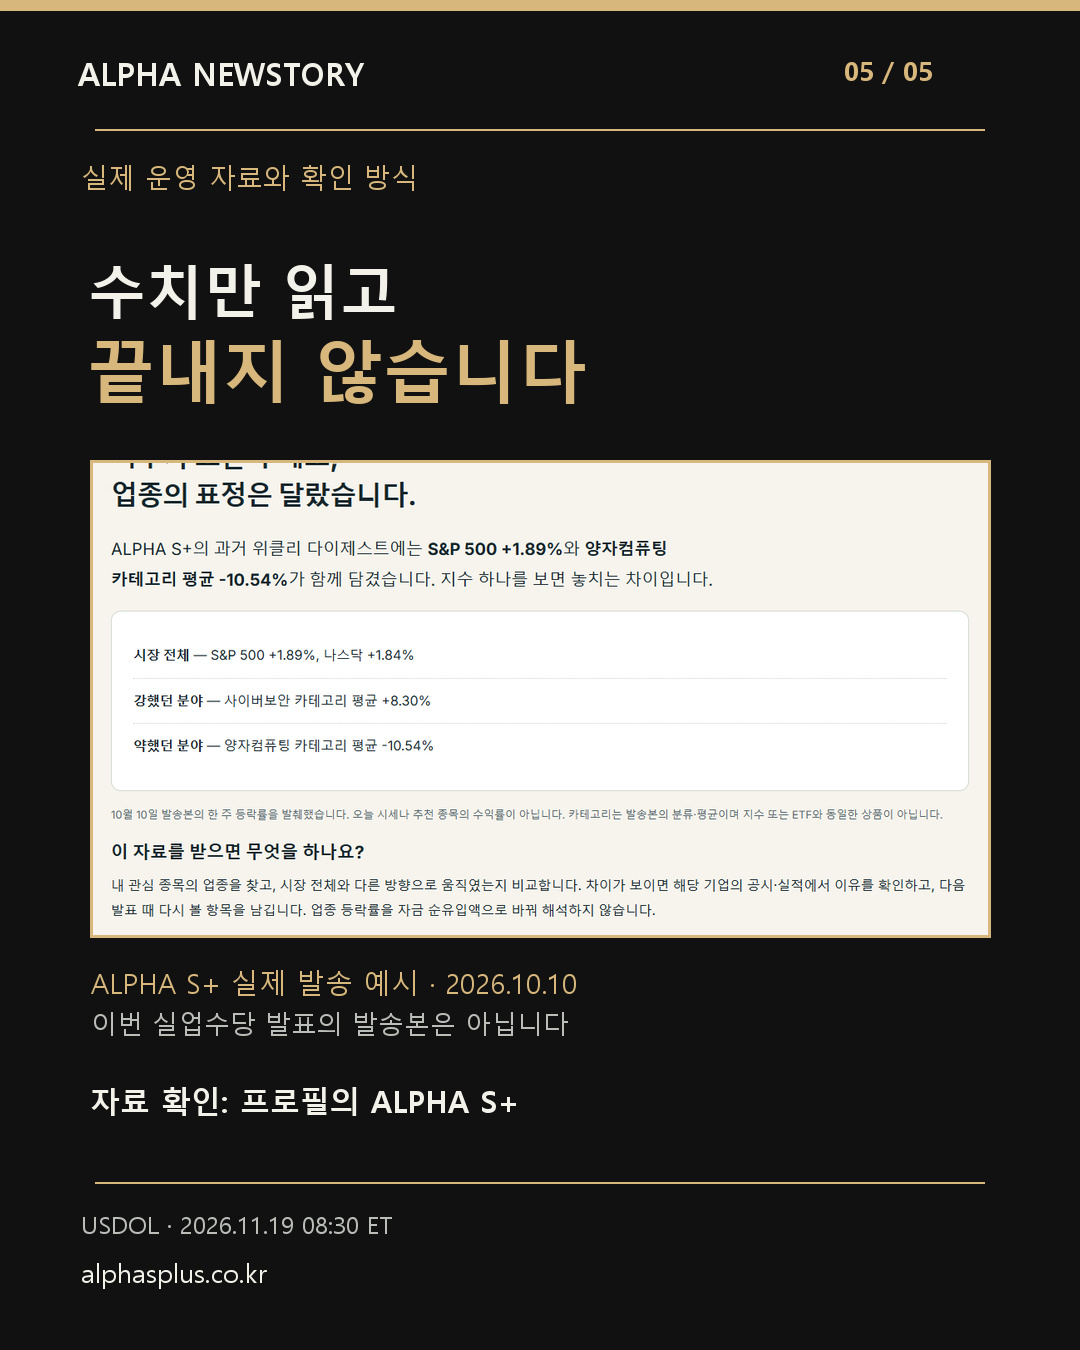 ALPHA NEWSTORY
05 / 05
실제 운영 자료와 확인 방식
수치만 읽고
끝내지 않습니다
업종의 표정은 달랐습니다.
ALPHA S+의 과거 위클리 다이제스트에는 S&P 500 +1.89%와 양자컴퓨팅
카테고리 평균 -10.54%가 함께 담겼습니다. 지수 하나를 보면 놓치는 차이입니다.
시장 전체 — S&P 500 +1.89%, 나스닥 +1.84%
강했던 분야 — 사이버보안 카테고리 평균 +8.30%
약했던 분야 — 양자컴퓨팅 카테고리 평균 -10.54%
10월 10일 발송본의 한 주 등락률을 발췌했습니다. 오늘 시세나 추천 종목의 수익률이 아닙니다. 카테고리는 발송본의 분류·평균이며 지수 또는 ETF와 동일한 상품이 아닙니다.
이 자료를 받으면 무엇을 하나요?
내 관심 종목의 업종을 찾고, 시장 전체와 다른 방향으로 움직였는지 비교합니다. 차이가 보이면 해당 기업의 공시·실적에서 이유를 확인하고, 다음
발표 때 다시 볼 항목을 남깁니다. 업종 등락률을 자금 순유입액으로 바꿔 해석하지 않습니다.
ALPHA S+ 실제 발송 예시 · 2026.10.10
이번 실업수당 발표의 발송본은 아닙니다
자료 확인: 프로필의 ALPHA S+
USDOL · 2026.11.19 08:30 ET
alphasplus.co.kr